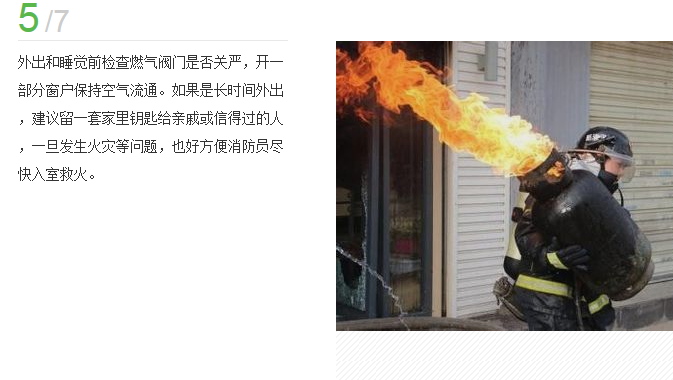 5/7
外出和睡觉前检查燃气阀门是否关严，开一
部分窗户保持空气流通。如果是长时间外出
，建议留一套家里钥匙给亲戚或信得过的人
，一旦发生火灾等问题，也好方便消防员尽
快入室救火。